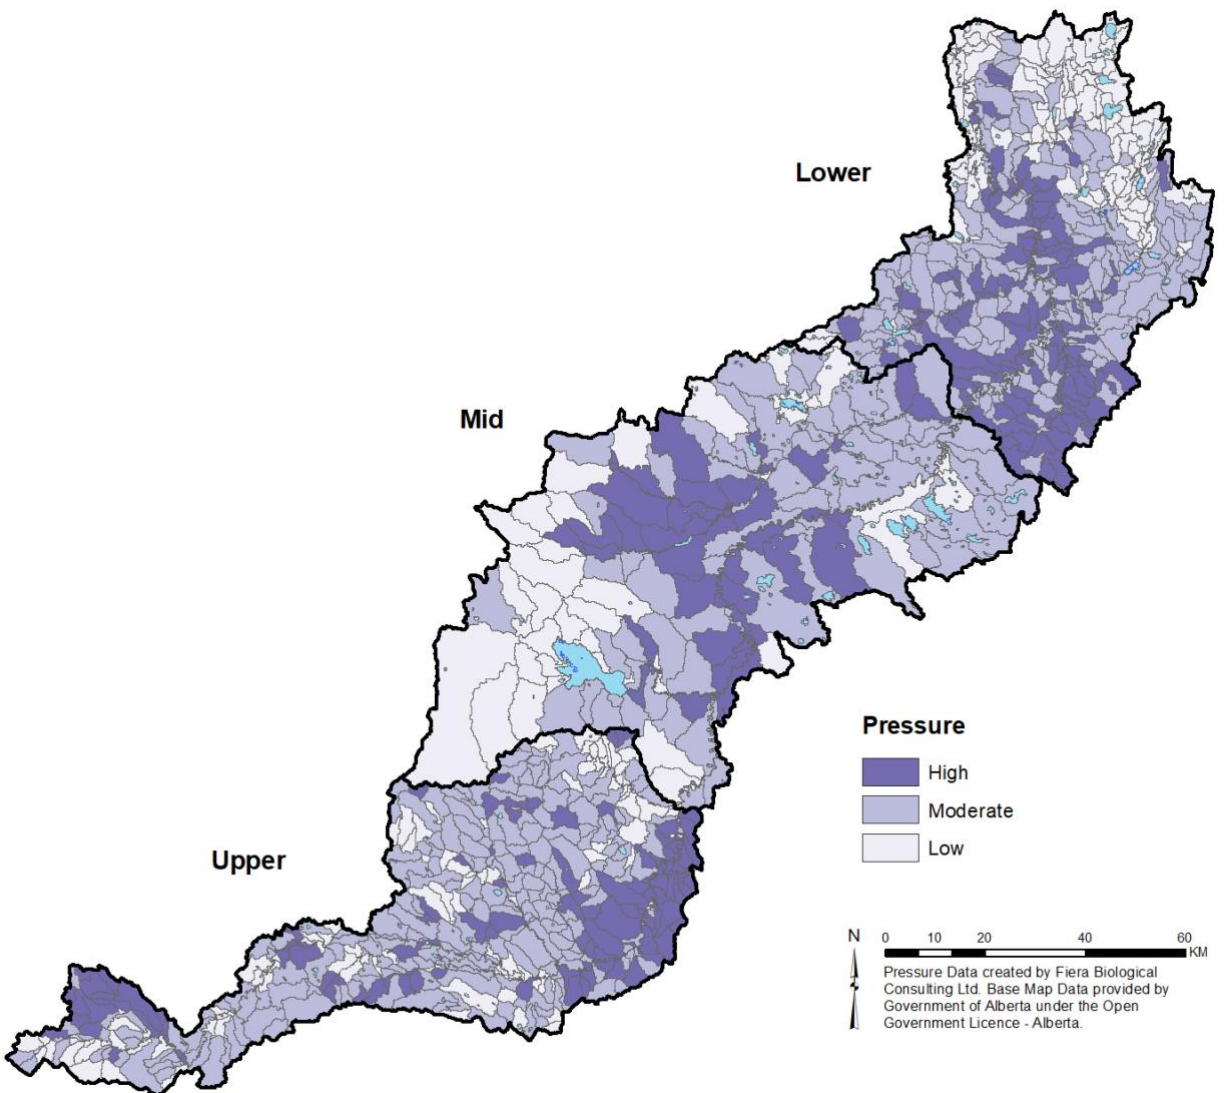 Lower
Mid
Upper
Pressure
High
Moderate
Low
N
0 10 20 40 60
KM
Pressure Data created by Fiera Biological
Consulting Ltd. Base Map Data provided by
Government of Alberta under the Open
Government Licence - Alberta.